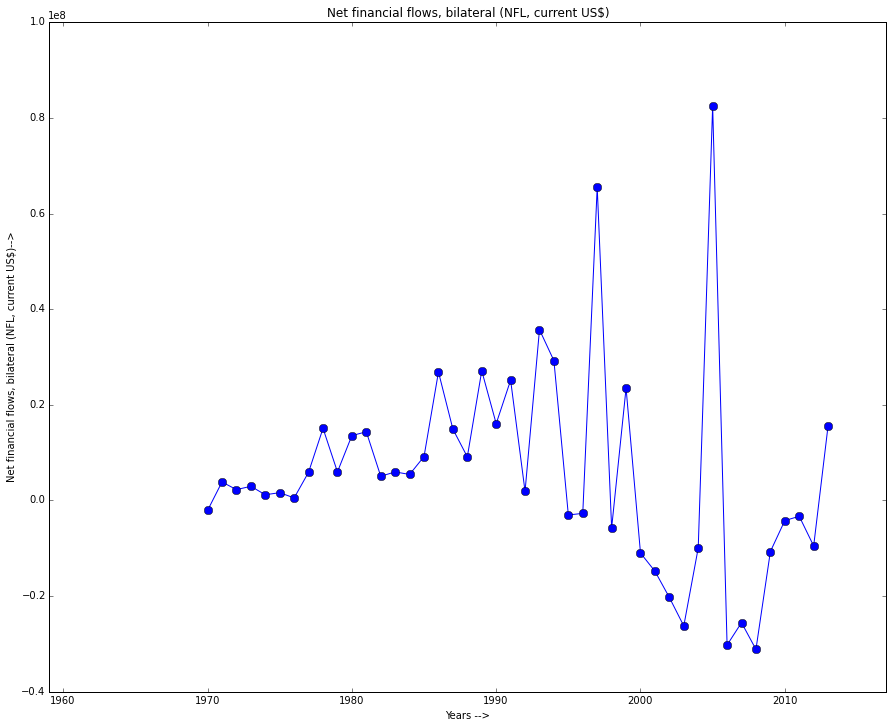 Net financial flows, bilateral (NFL, current US$)
1e8
1.0
0.8
0.6
0.4
0.2
0.0
−0.2
−0.4
Net financial flows, bilateral (NFL, current US$)-->
1960 1970 1980 1990 2000 2010
Years -->